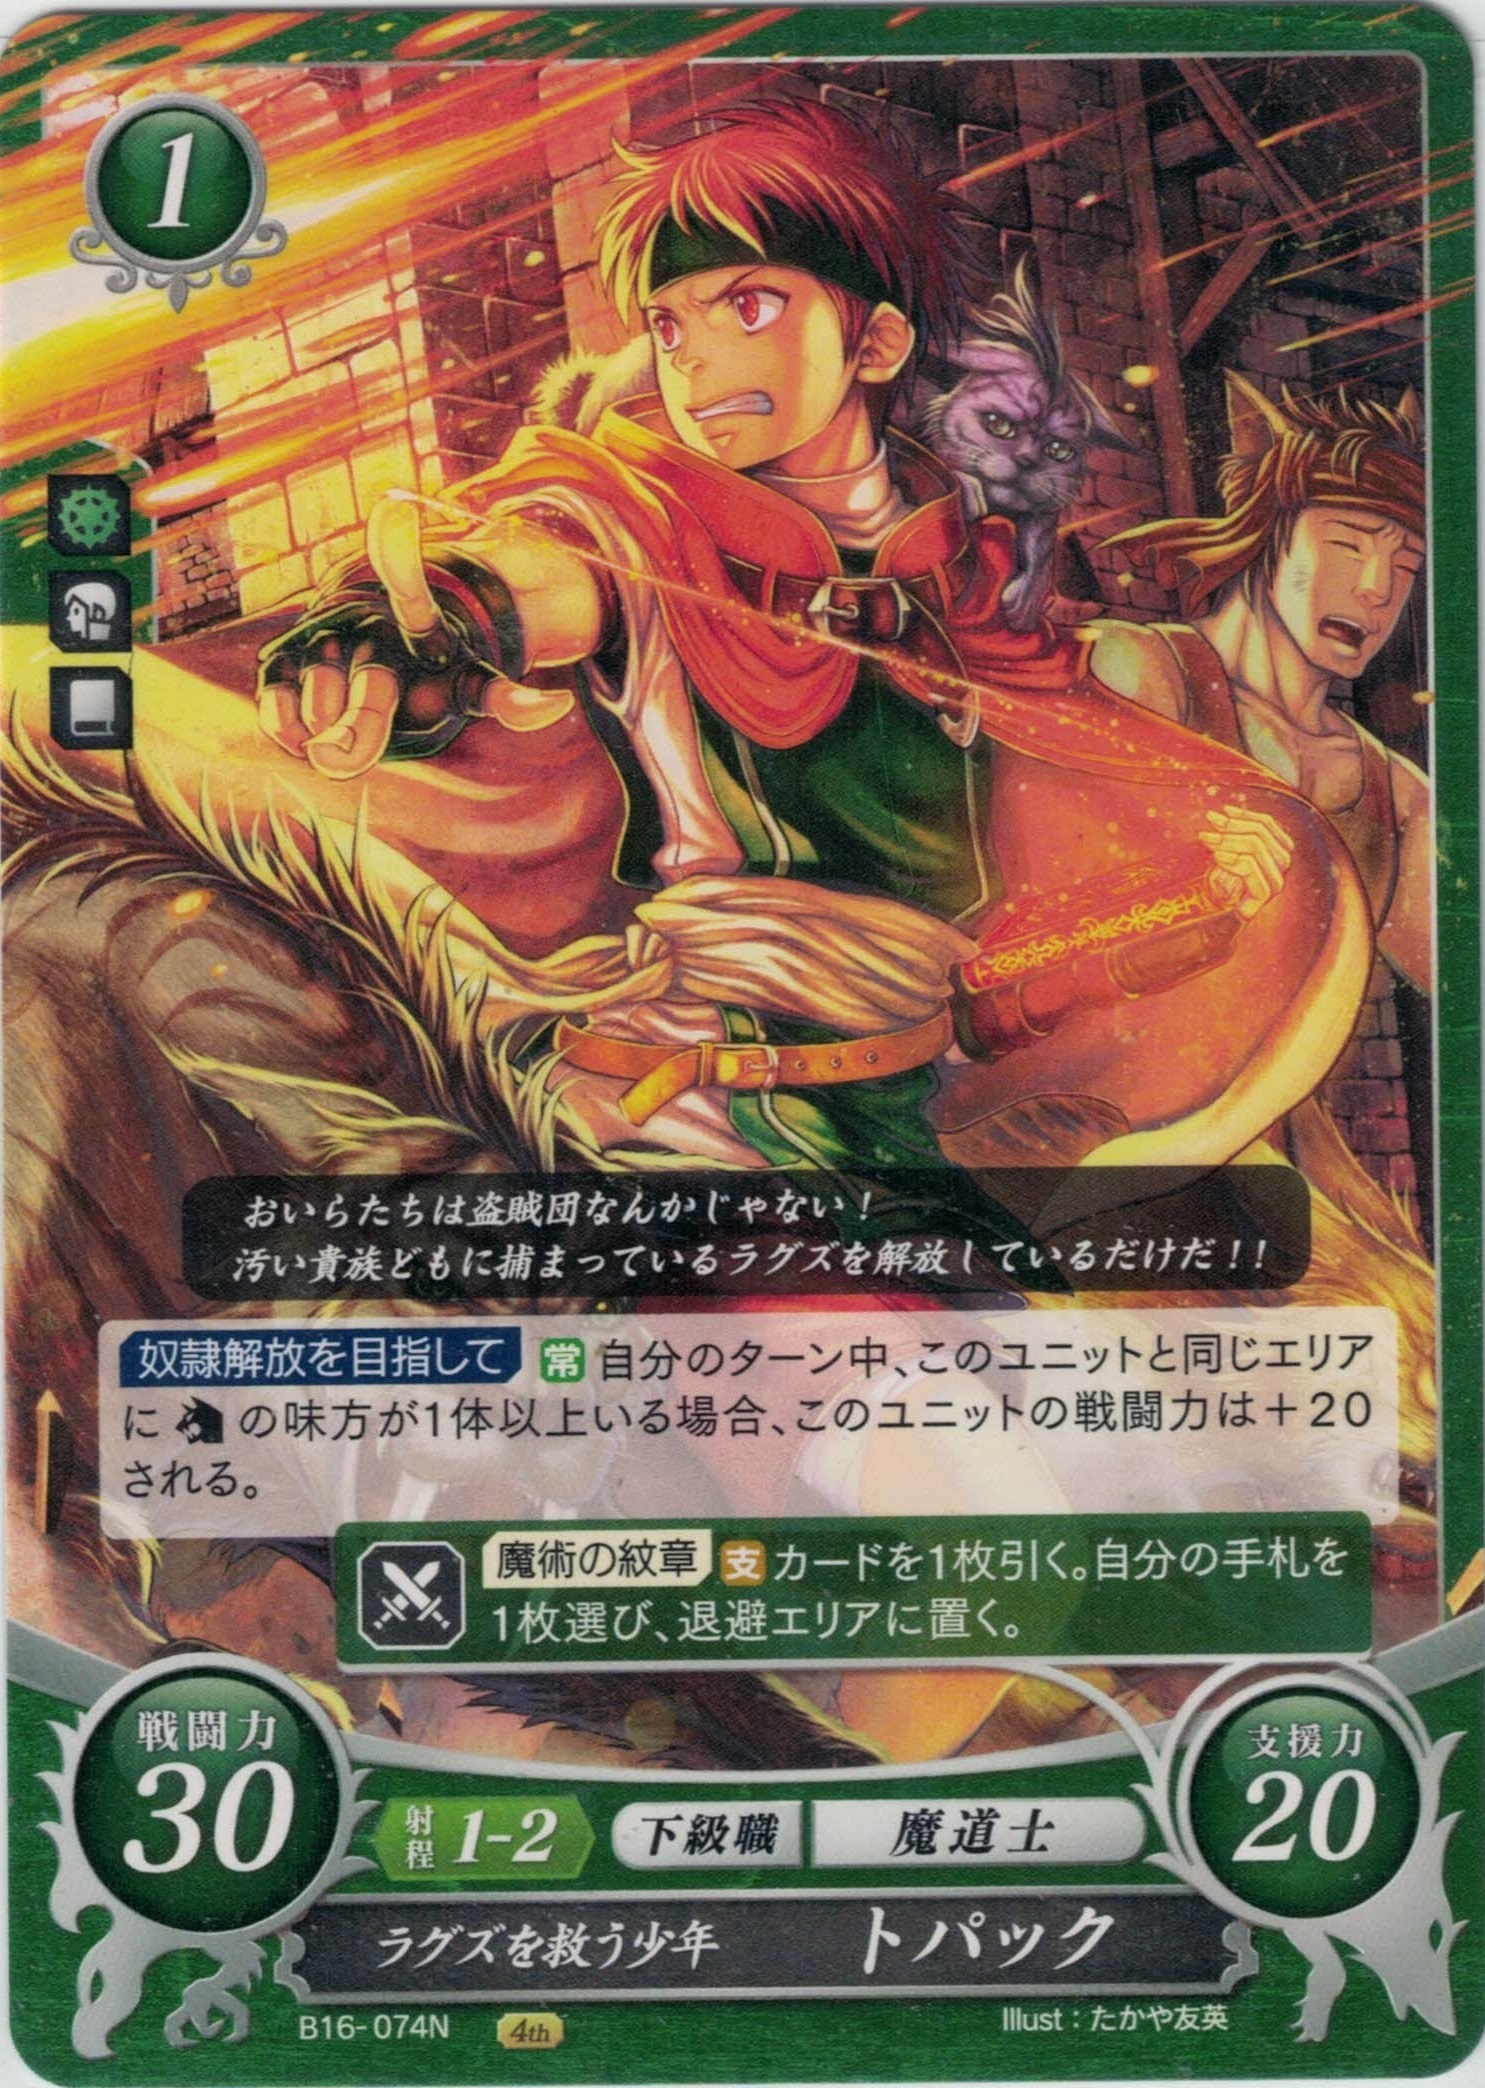 1
おいらたちは盗賊団なんかじゃない!
汚い貴族どもに捕まっているラグズを解放しているだけだ!!
奴隷解放を目指して 常 自分のターン中、このユニットと同じエリア
に の味方が1体以上いる場合、このユニットの戦闘力は+20
される。
魔術の紋章 支 カードを1枚引く。自分の手札を
1枚選び、退避エリアに置く。
戦闘力
30
射程 1-2
下級職
魔道士
支援力
20
ラグズを救う少年 トパック
B16-074N
4th
Illust:たかや友英